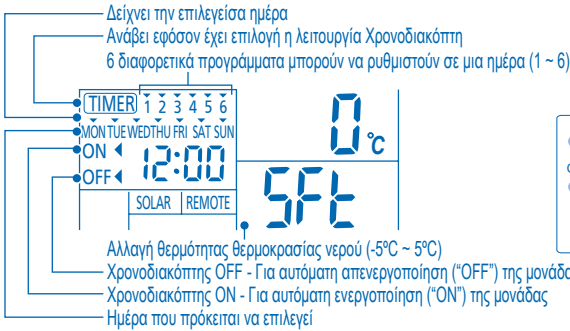 Δείχνει την επιλεγείσα ημέρα
Ανάβει εφόσον έχει επιλογή η λειτουργία Χρονοδιακόπτη
6 διαφορετικά προγράμματα μπορούν να ρυθμιστούν σε μια ημέρα (1 ~ 6)
TIMER 1 2 3 4 5 6
MON TUE WED THU FRI SAT SUN
0 °c
ON
12:00
OFF
SFt
SOLAR REMOTE
Αλλαγή θερμότητας θερμοκρασίας νερού (-5ºC ~ 5ºC)
Χρονοδιακόπτης OFF - Για αυτόματη απενεργοποίηση (“OFF”) της
Χρονοδιακόπτης ON - Για αυτόματη ενεργοποίηση (“ON”) της μονάδας
Ημέρα που πρόκειται να επιλεγεί